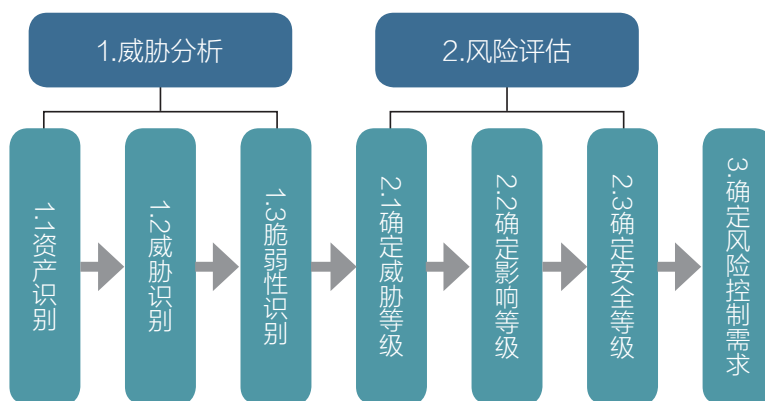 1.威胁分析
2.风险评估
1.1资产识别
1.2威胁识别
1.3脆弱性识别
2.1确定威胁等级
2.2确定影响等级
2.3确定安全等级
3.确定风险控制需求